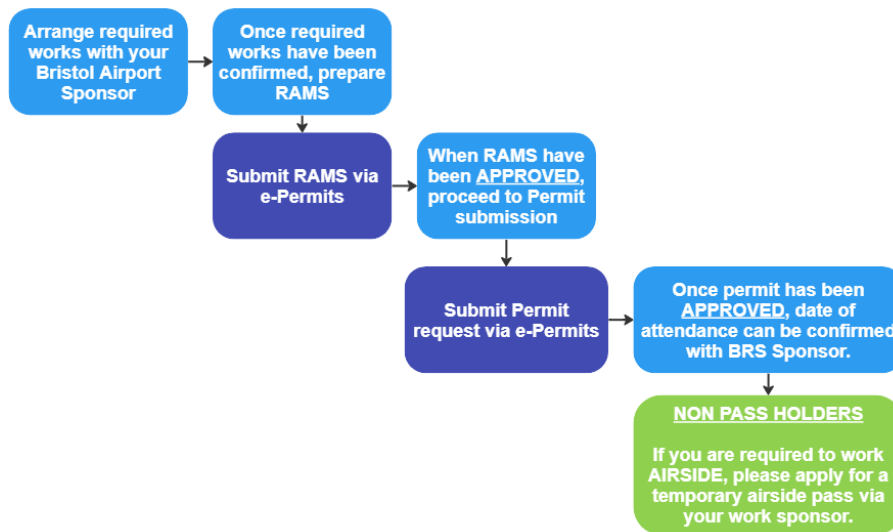 Arrange required
works with your
Bristol Airport
Sponsor
Once required
works have been
confirmed, prepare
RAMS
Submit RAMS via
e-Permits
When RAMS have
been APPROVED,
proceed to Permit
submission
Submit Permit
request via e-Permits
Once permit has been
APPROVED, date of
attendance can be confirmed
with BRS Sponsor.
NON PASS HOLDERS
If you are required to work
AIRSIDE, please apply for a
temporary airside pass via
your work sponsor.